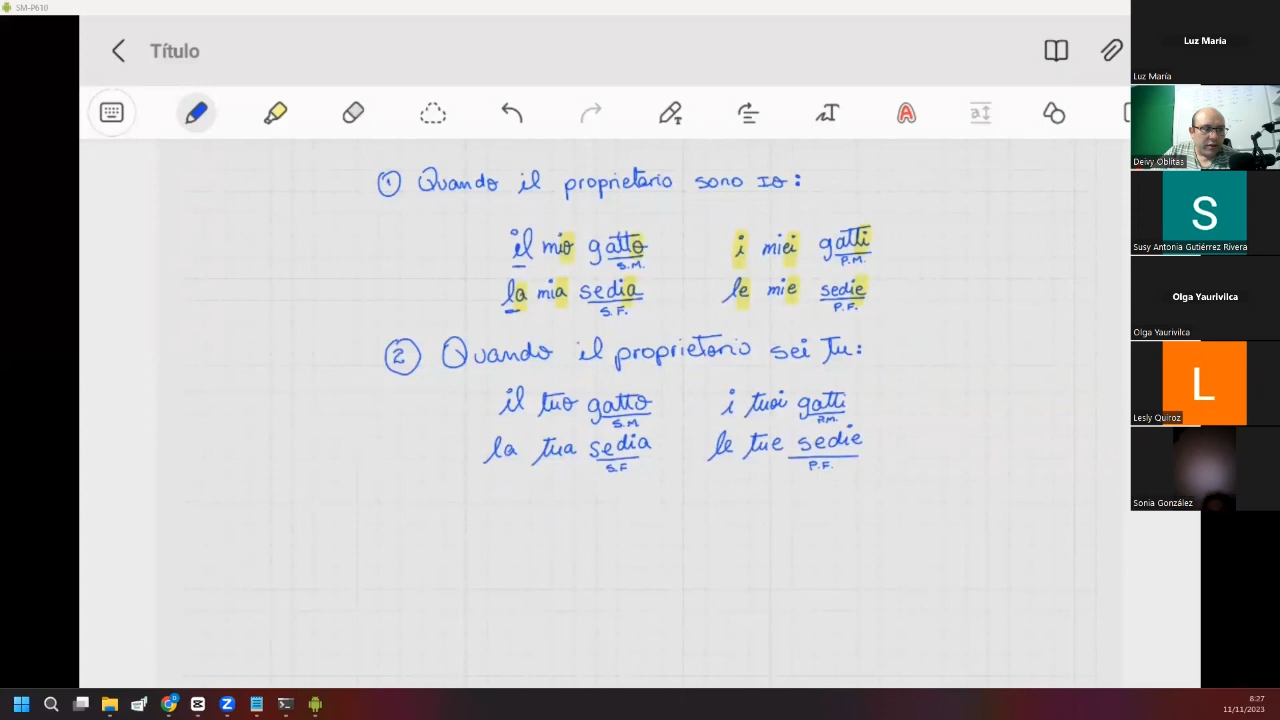 SM-P610
Título
① Quando il proprietario sono io:
il mio gatto i miei gatti
S.M. P.M.
la mia sedia le mie sedie
S.F. P.F.
② Quando il proprietario sei tu:
il tuo gatto i tuoi gatti
S.M P.M.
la tua sedia le tue sedie
S.F P.F.
Luz María
Luz María
Deivy Oblitas
S
Susy Antonia Gutiérrez Rivera
Olga Yaurivilca
Olga Yaurivilca
L
Lesly Quiroz
Sonia González
8:27
11/11/2023